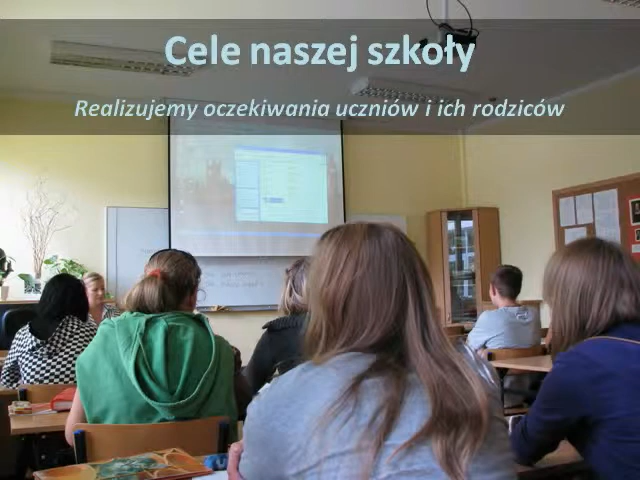 Cele naszej szkoły
Realizujemy oczekiwania uczniów i ich rodziców